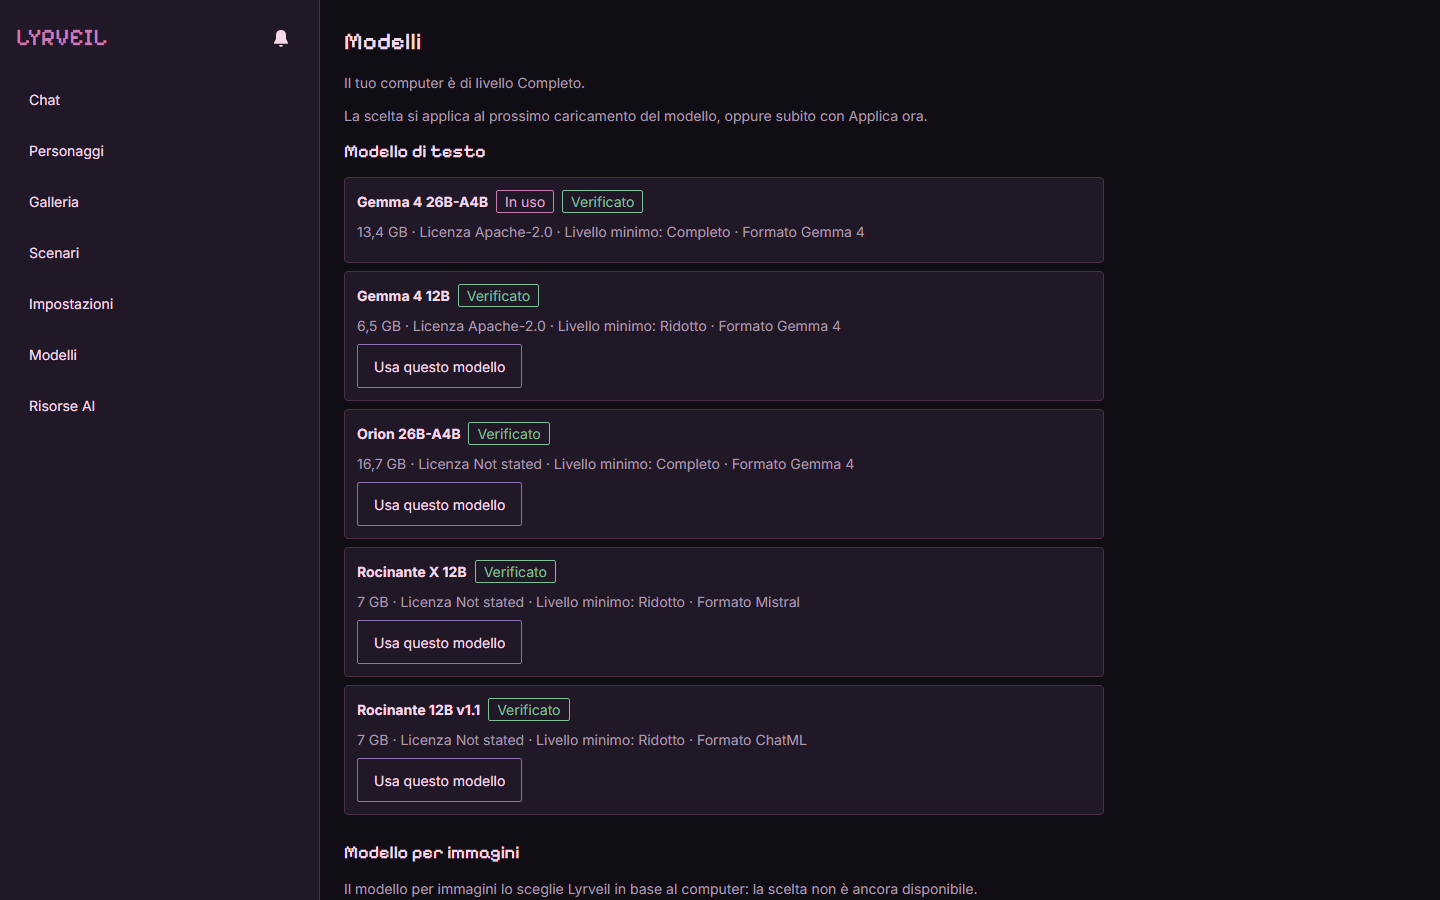 LYRVEIL
Chat
Personaggi
Galleria
Scenari
Impostazioni
Modelli
Risorse AI
Modelli
Il tuo computer è di livello Completo.
La scelta si applica al prossimo caricamento del modello, oppure subito con Applica ora.
Modello di testo
Gemma 4 26B-A4B In uso Verificato
13,4 GB · Licenza Apache-2.0 · Livello minimo: Completo · Formato Gemma 4
Gemma 4 12B Verificato
6,5 GB · Licenza Apache-2.0 · Livello minimo: Ridotto · Formato Gemma 4
Usa questo modello
Orion 26B-A4B Verificato
16,7 GB · Licenza Not stated · Livello minimo: Completo · Formato Gemma 4
Usa questo modello
Rocinante X 12B Verificato
7 GB · Licenza Not stated · Livello minimo: Ridotto · Formato Mistral
Usa questo modello
Rocinante 12B v1.1 Verificato
7 GB · Licenza Not stated · Livello minimo: Ridotto · Formato ChatML
Usa questo modello
Modello per immagini
Il modello per immagini lo sceglie Lyrveil in base al computer: la scelta non è ancora disponibile.